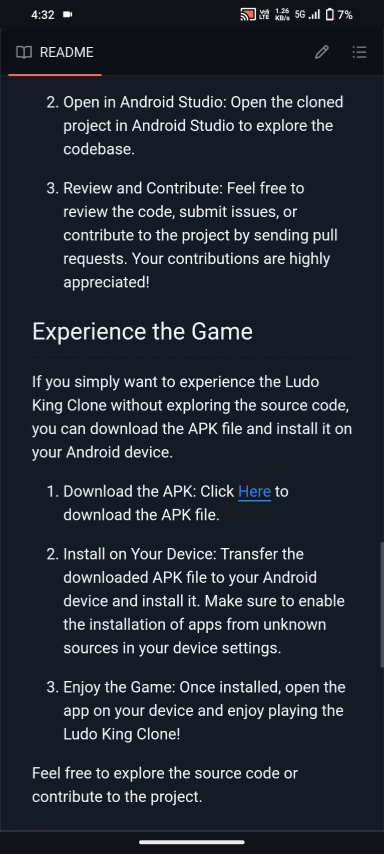 4:32 Vo) LTE 1.26 KB/s 5G 7%
README
2. Open in Android Studio: Open the cloned
project in Android Studio to explore the
codebase.
3. Review and Contribute: Feel free to
review the code, submit issues, or
contribute to the project by sending pull
requests. Your contributions are highly
appreciated!
Experience the Game
If you simply want to experience the Ludo
King Clone without exploring the source code,
you can download the APK file and install it on
your Android device.
1. Download the APK: Click Here to
download the APK file.
2. Install on Your Device: Transfer the
downloaded APK file to your Android
device and install it. Make sure to enable
the installation of apps from unknown
sources in your device settings.
3. Enjoy the Game: Once installed, open the
app on your device and enjoy playing the
Ludo King Clone!
Feel free to explore the source code or
contribute to the project.